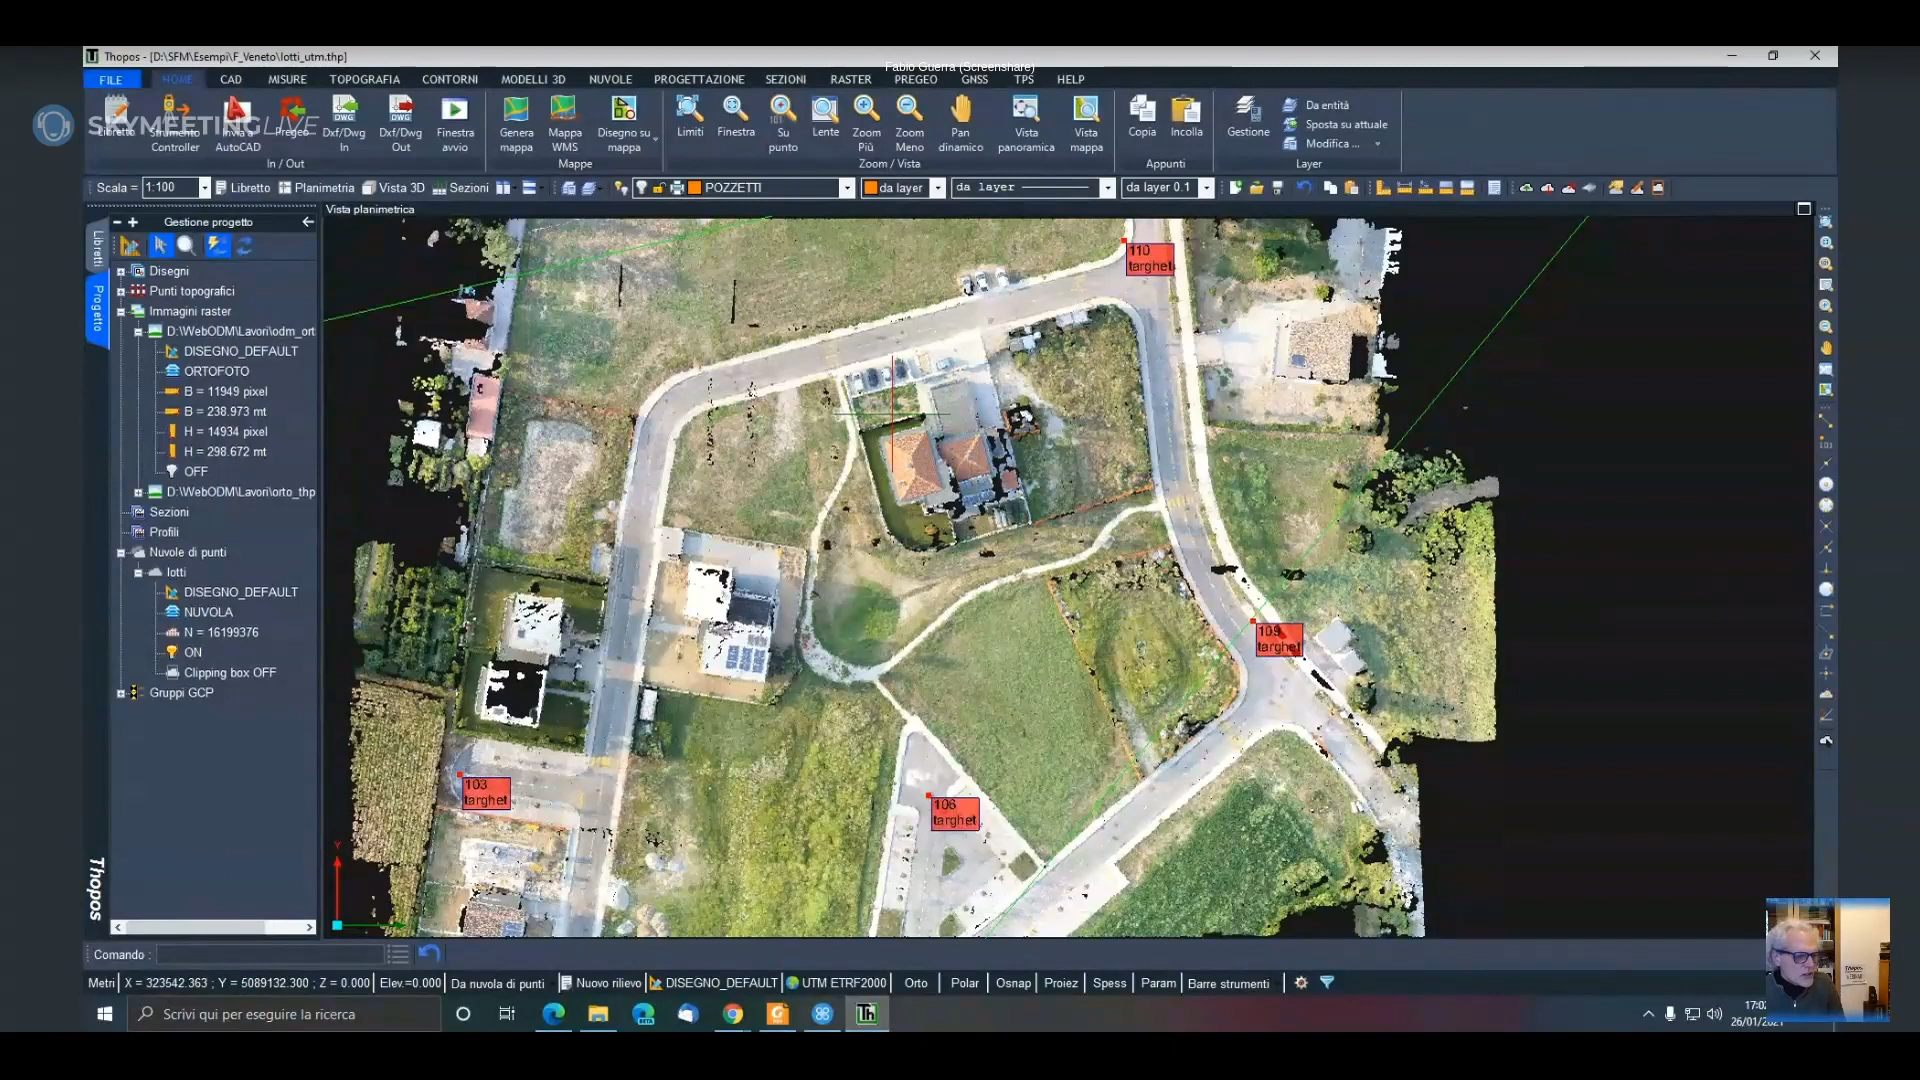 Thopos - [D:\SFM\Esempi\F_Veneto\lotti_utm.thp]
Fabio Guerra (Screenshare)
FILE HOME CAD MISURE TOPOGRAFIA CONTORNI MODELLI 3D NUVOLE PROGETTAZIONE SEZIONI RASTER PREGEO GNSS TPS HELP
SKYMEETINGLIVE
Libretto
Strumento Controller
Invia a AutoCAD
Pregeo
Dxf/Dwg In
Dxf/Dwg Out
Finestra avvio
In / Out
Genera mappa
Mappa WMS
Disegno su mappa
Mappe
Limiti
Finestra
Su punto
Lente
Zoom Più
Zoom Meno
Pan dinamico
Vista panoramica
Vista mappa
Zoom / Vista
Copia
Incolla
Appunti
Gestione
Da entità
Sposta su attuale
Modifica ...
Layer
Scala = 1:100 Libretto Planimetria Vista 3D Sezioni POZZETTI da layer da layer da layer 0.1
Gestione progetto
Vista planimetrica
Libretti
Progetto
Disegni
Punti topografici
Immagini raster
D:\WebODM\Lavori\odm_ort
DISEGNO_DEFAULT
ORTOFOTO
B = 11949 pixel
B = 238.973 mt
H = 14934 pixel
H = 298.672 mt
OFF
D:\WebODM\Lavori\orto_thp
Sezioni
Profili
Nuvole di punti
lotti
DISEGNO_DEFAULT
NUVOLA
N = 16199376
ON
Clipping box OFF
Gruppi GCP
Thopos
110
targhet
109
targhet
103
targhet
106
targhet
Y
Comando :
Metri X = 323542.363 ; Y = 5089132.300 ; Z = 0.000 Elev.=0.000 Da nuvola di punti Nuovo rilievo DISEGNO_DEFAULT UTM ETRF2000 Orto Polar Osnap Proiez Spess Param Barre strumenti
Scrivi qui per eseguire la ricerca
17:02